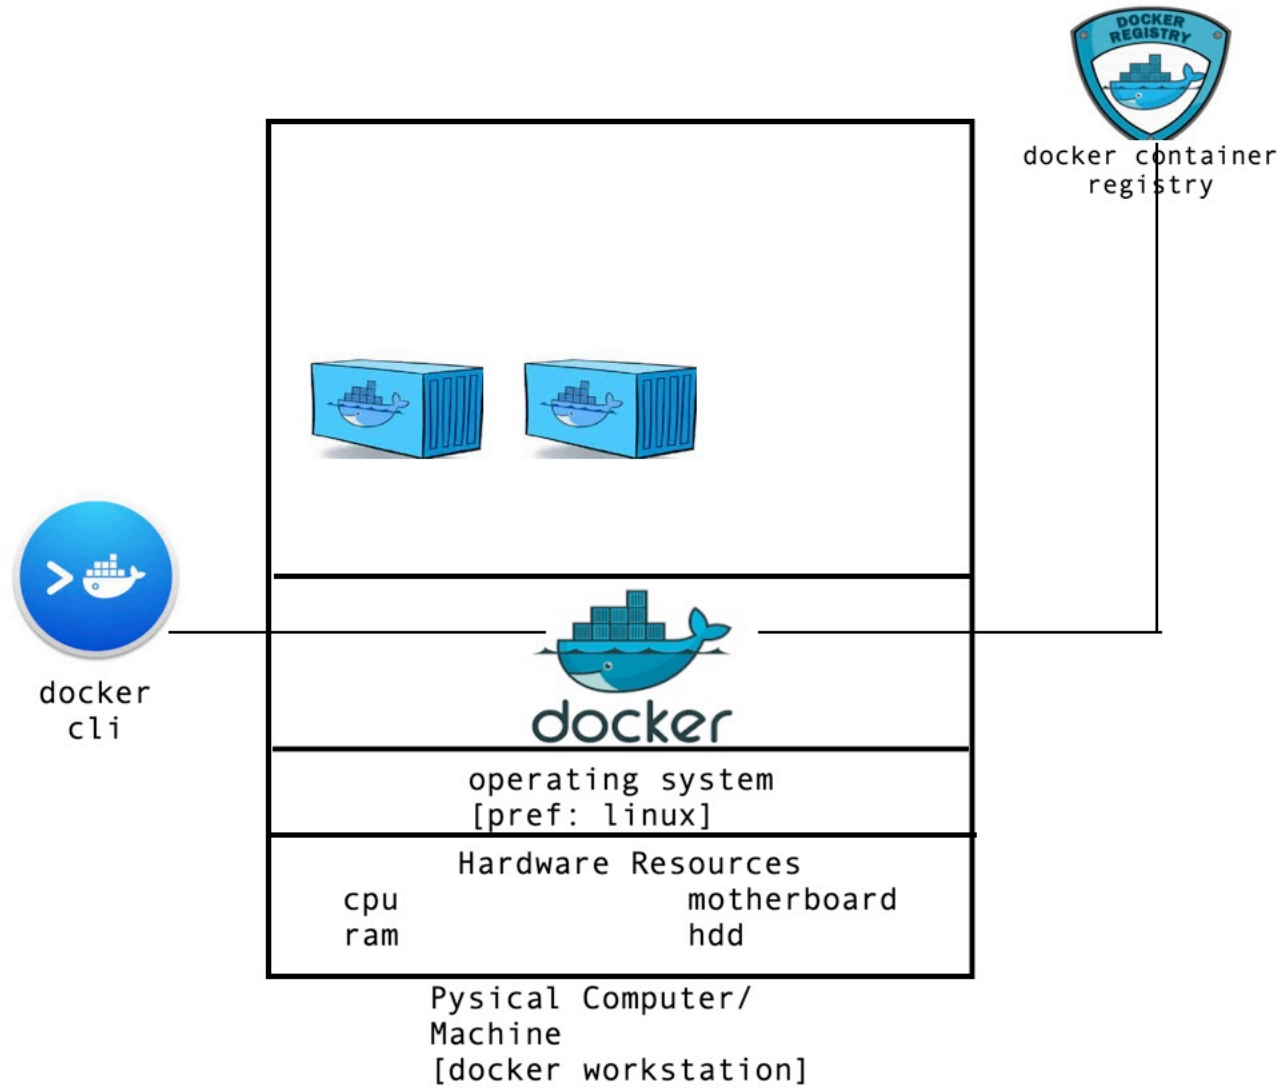 DOCKER
REGISTRY
docker container
registry
docker
cli
docker
operating system
[pref: linux]
Hardware Resources
cpu motherboard
ram hdd
Pysical Computer/
Machine
[docker workstation]